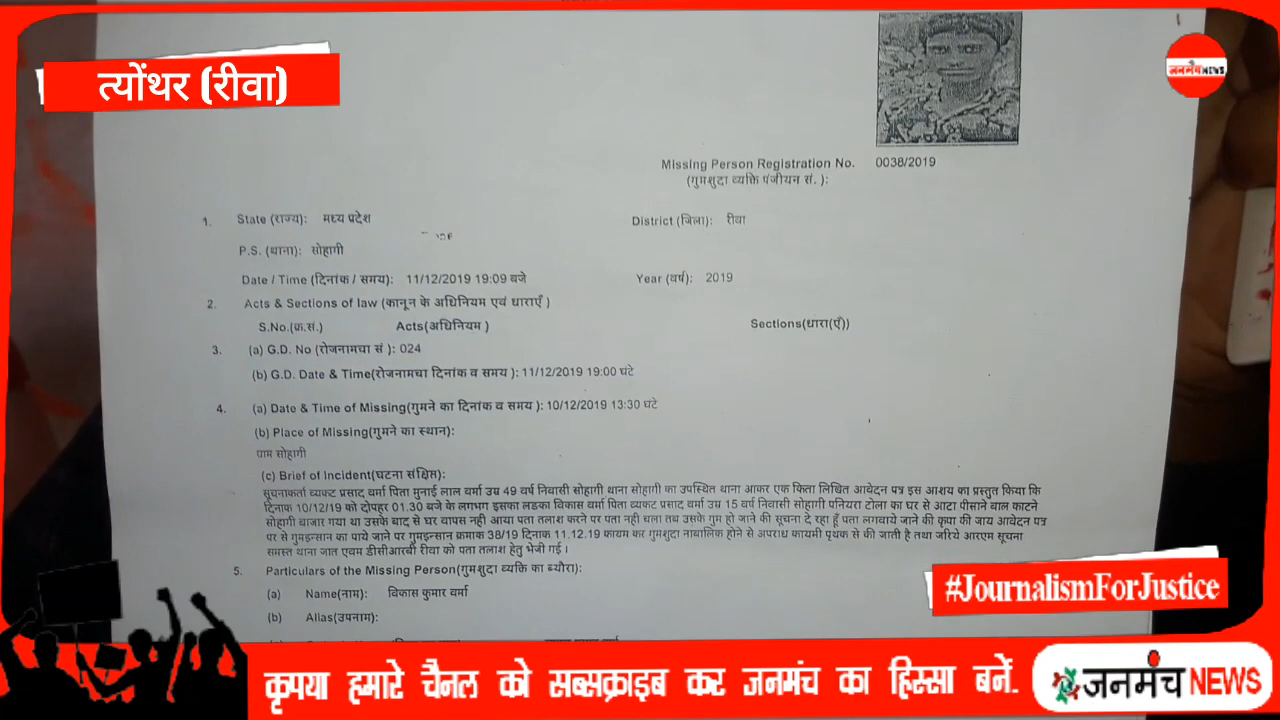 त्योंथर (रीवा)
जनमंच NEWS
Missing Person Registration No. 0038/2019
(गुमशुदा व्यक्ति पंजीयन सं. ):
1. State (राज्य): मध्य प्रदेश District (जिला): रीवा
P.S. (थाना): सोहागी
Date / Time (दिनांक / समय): 11/12/2019 19:09 बजे Year (वर्ष): 2019
2. Acts & Sections of law (कानून के अधिनियम एवं धाराएँ )
S.No.(क्र.सं.) Acts(अधिनियम ) Sections(धारा(एँ))
3. (a) G.D. No (रोजनामचा सं ): 024
(b) G.D. Date & Time(रोजनामचा दिनांक व समय ): 11/12/2019 19:00 घंटे
4. (a) Date & Time of Missing(गुमने का दिनांक व समय ): 10/12/2019 13:30 घंटे
(b) Place of Missing(गुमने का स्थान):
ग्राम सोहागी
(c) Brief of Incident(घटना संक्षिप्त):
सूचनाकर्ता व्यकट प्रसाद वर्मा पिता मुनाई लाल वर्मा उम्र 49 वर्ष निवासी सोहागी थाना सोहागी का उपस्थित थाना आकर एक किता लिखित आवेदन पत्र इस आशय का प्रस्तुत किया कि
दिनाक 10/12/19 को दोपहर 01.30 बजे के लगभग इसका लडका विकास वर्मा पिता व्यकट प्रसाद वर्मा उम्र 15 वर्ष निवासी सोहागी पनियरा टोला का घर से आटा पीसाने वाल काटने
सोहागी बाजार गया था उसके बाद से घर वापस नही आया पता तलाश करने पर पता नही चला तब उसके गुम हो जाने की सूचना दे रहा हूँ पता लगवाये जाने की कृपा की जाय आवेदन पत्र
पर से गुमइन्सान का पाये जाने पर गुमइन्सान क्रमाक 38/19 दिनाक 11.12.19 कायम कर गुमशुदा नाबालिक होने से अपराध कायमी पृथक से की जाती है तथा जरिये आरएम सूचना
समस्त थाना जात एवम डीसीआरबी रीवा को पता तलाश हेतु भेजी गई ।
5. Particulars of the Missing Person(गुमशुदा व्यक्ति का ब्यौरा):
(a) Name(नाम): विकास कुमार वर्मा
(b) Alias(उपनाम):
#JournalismForJustice
कृपया हमारे चैनल को सब्सक्राइब कर जनमंच का हिस्सा बनें.
जनमंच NEWS